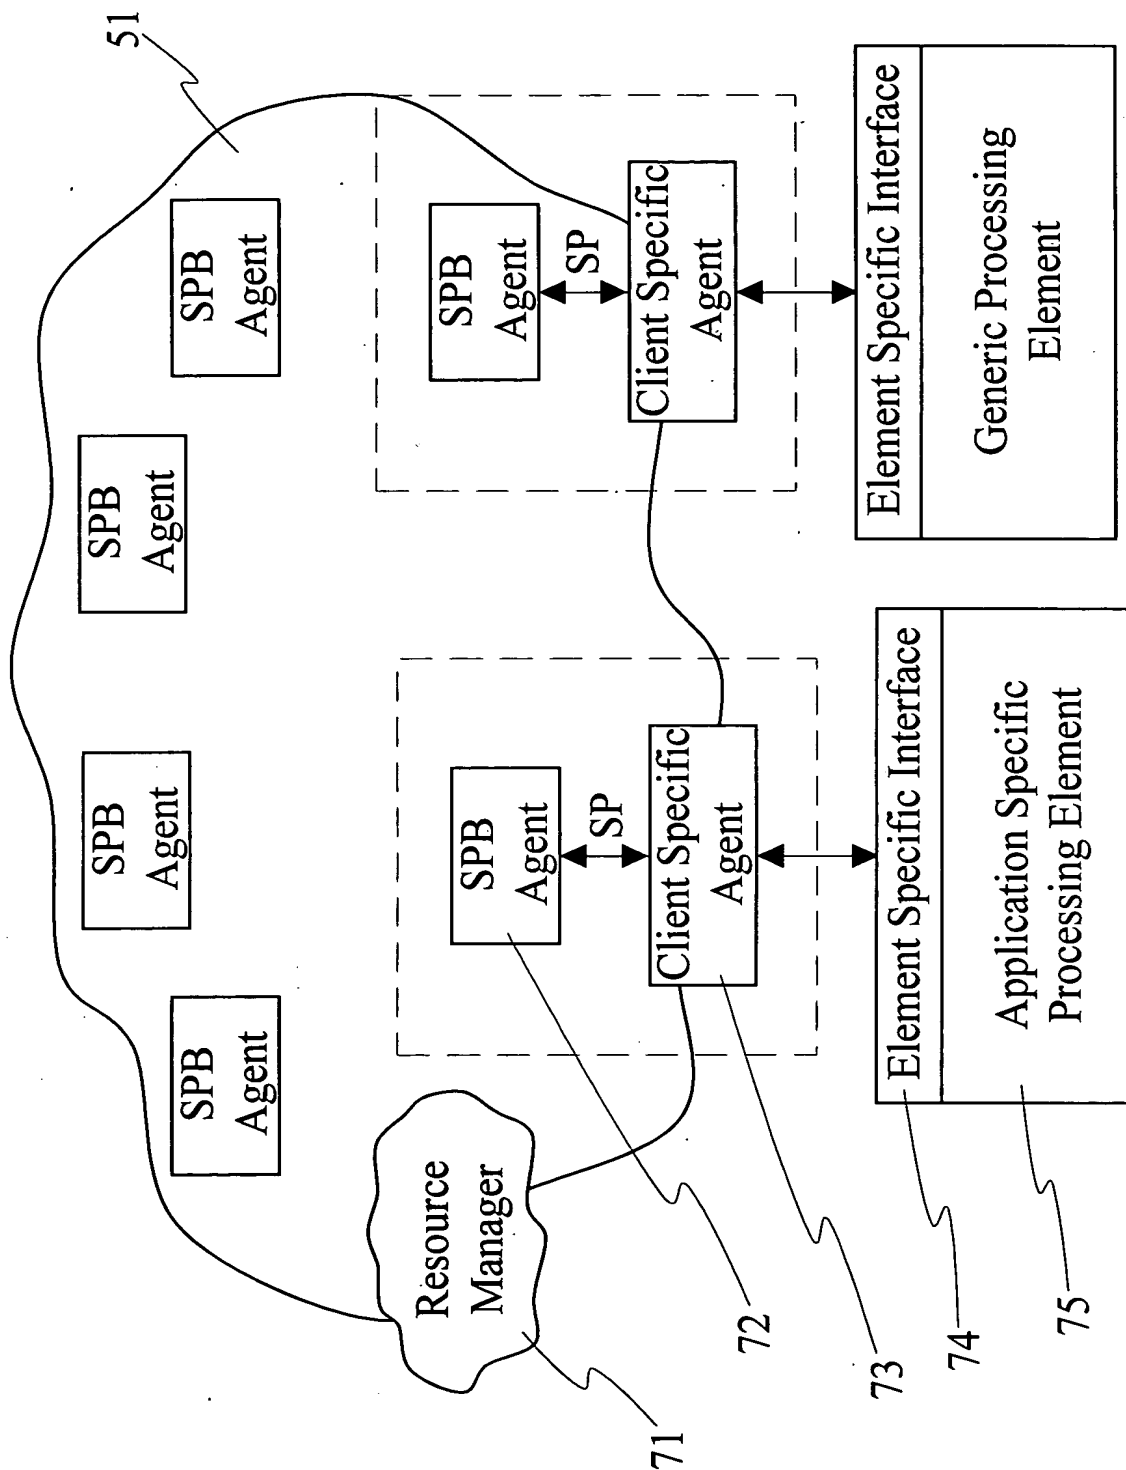 51
SPB
Agent
SPB
Agent
SPB
Agent
SPB
Agent
Resource
Manager
71
SPB
Agent
SP
Client Specific
Agent
72
73
SPB
Agent
SP
Client Specific
Agent
Element Specific Interface
Application Specific
Processing Element
74
75
Element Specific Interface
Generic Processing
Element